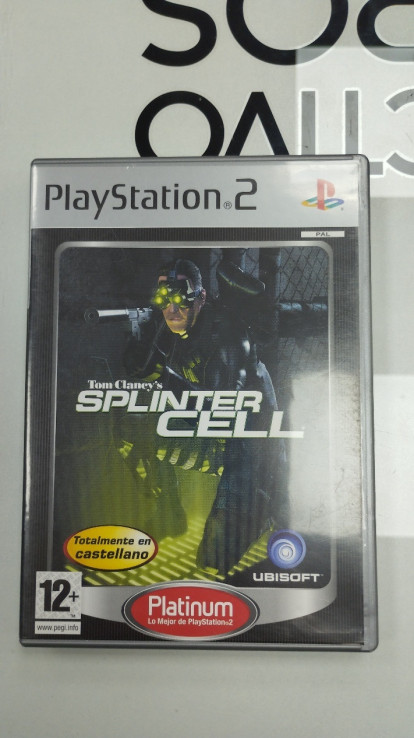 PlayStation®2
PAL
Tom Clancy's
SPLINTER
CELL
Totalmente en
castellano
UBISOFT
12+
www.pegi.info
Platinum
Lo Mejor de PlayStation®2